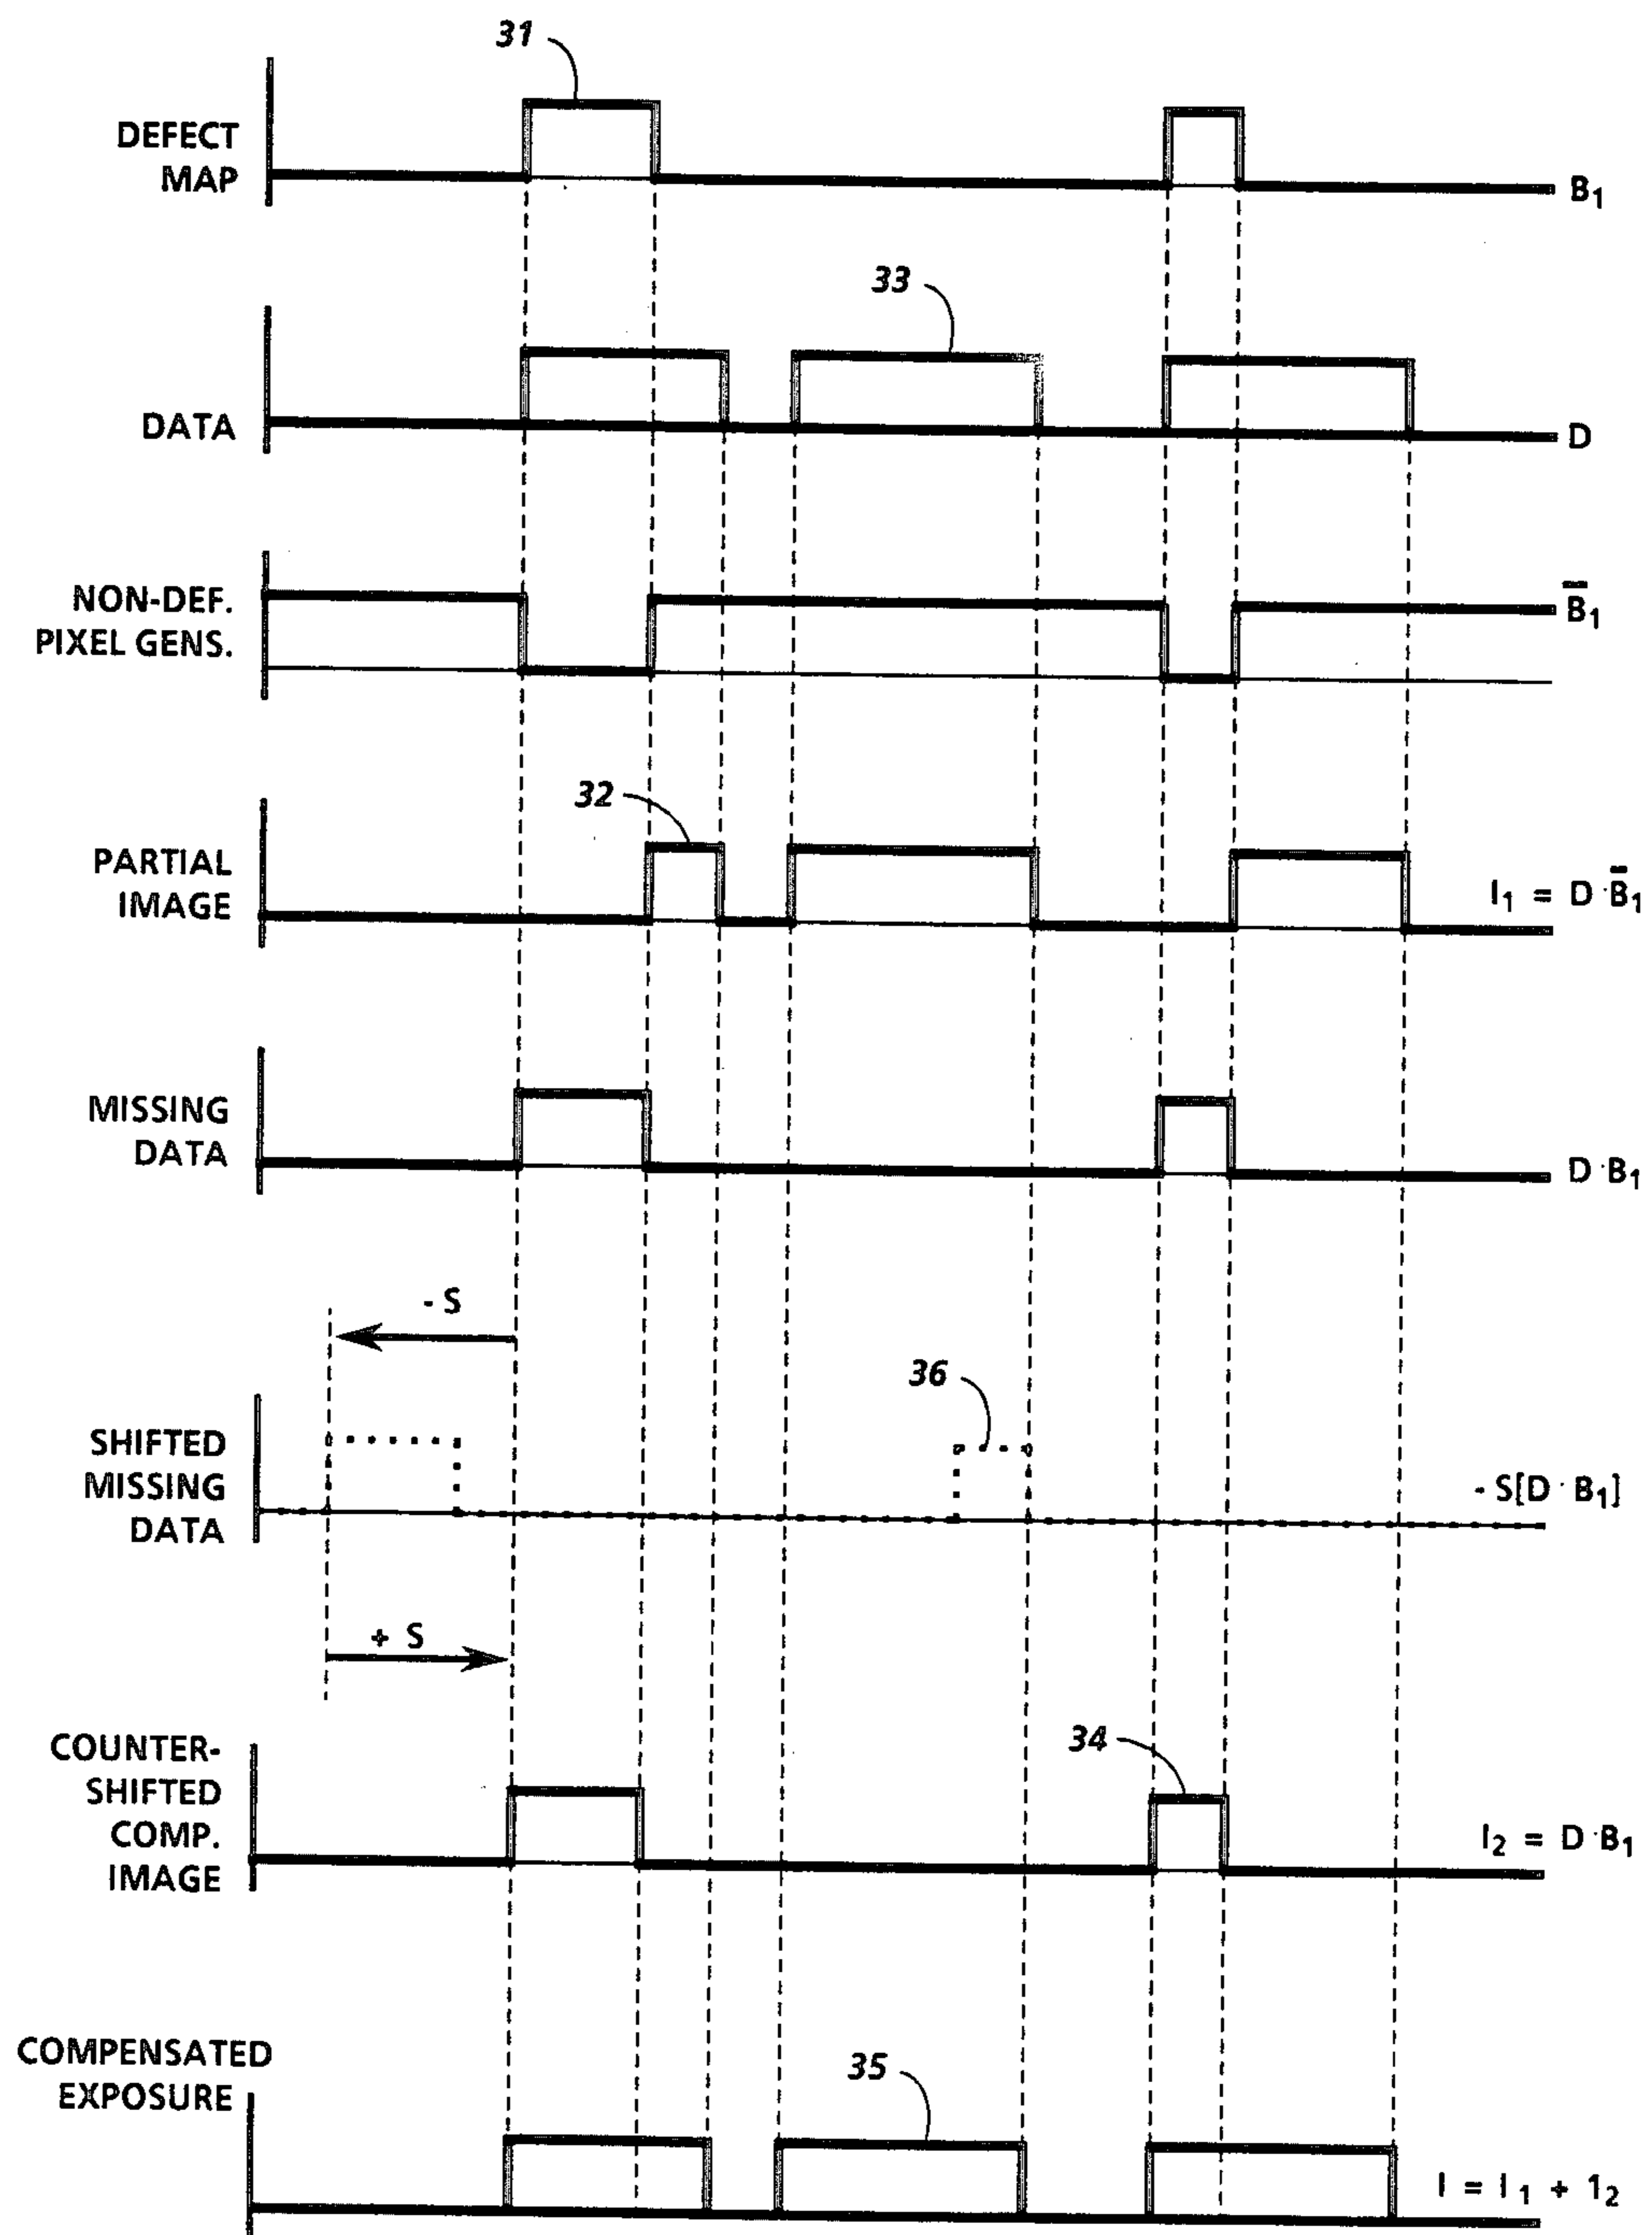 31
DEFECT
MAP
B₁
33
DATA
D
NON-DEF.
PIXEL GENS.
B̅₁
32
PARTIAL
IMAGE
I₁ = D·B̅₁
MISSING
DATA
D·B₁
- S
36
SHIFTED
MISSING
DATA
- S[D·B₁]
+ S
34
COUNTER-
SHIFTED
COMP.
IMAGE
I₂ = D·B₁
COMPENSATED
EXPOSURE
35
I = I₁ + 1₂